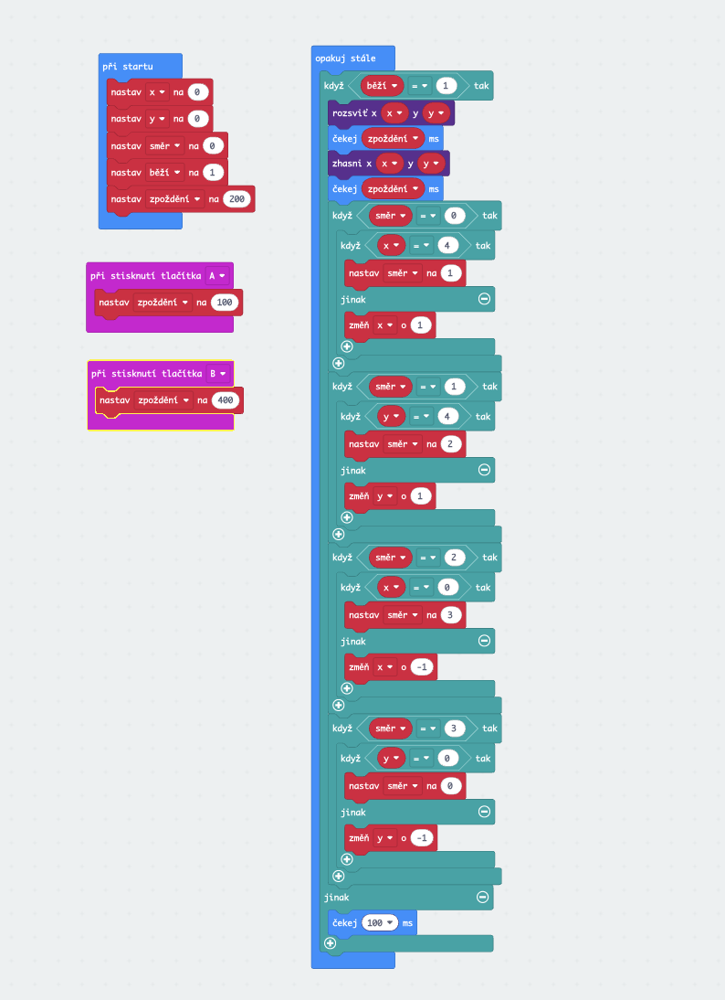 při startu
nastav x na 0
nastav y na 0
nastav směr na 0
nastav běží na 1
nastav zpoždění na 200
při stisknutí tlačítka A
nastav zpoždění na 100
při stisknutí tlačítka B
nastav zpoždění na 400
opakuj stále
když běží = 1 tak
rozsviť x x y y
čekej zpoždění ms
zhasni x x y y
čekej zpoždění ms
když směr = 0 tak
když x = 4 tak
nastav směr na 1
jinak
změň x o 1
když směr = 1 tak
když y = 4 tak
nastav směr na 2
jinak
změň y o 1
když směr = 2 tak
když x = 0 tak
nastav směr na 3
jinak
změň x o -1
když směr = 3 tak
když y = 0 tak
nastav směr na 0
jinak
změň y o -1
jinak
čekej 100 ms